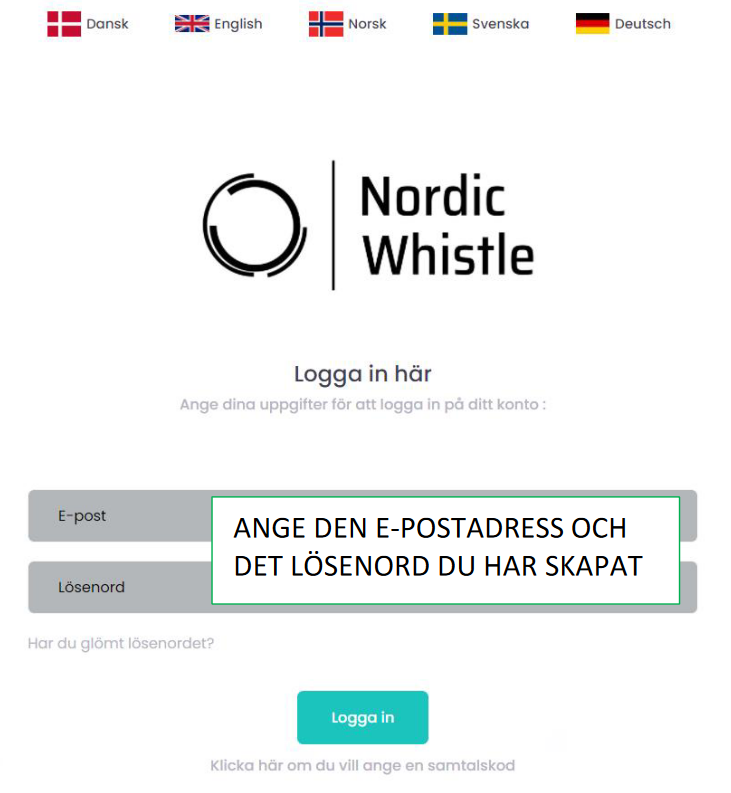 Dansk English Norsk Svenska Deutsch
Nordic
Whistle
Logga in här
Ange dina uppgifter för att logga in på ditt konto :
E-post
ANGE DEN E-POSTADRESS OCH
DET LÖSENORD DU HAR SKAPAT
Lösenord
Har du glömt lösenordet?
Logga in
Klicka här om du vill ange en samtalskod